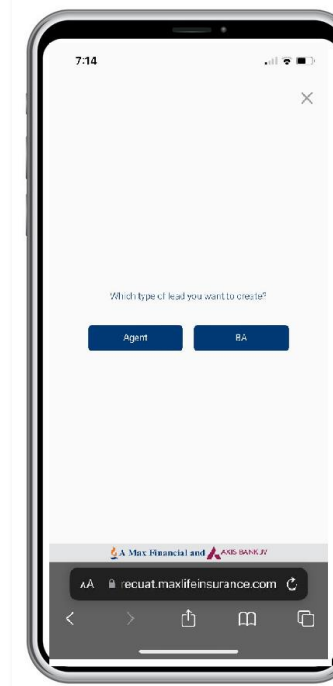 7:14
Which type of lead you want to create?
Agent
BA
A Max Financial and AXIS BANK JV
AA recuat.maxlifeinsurance.com